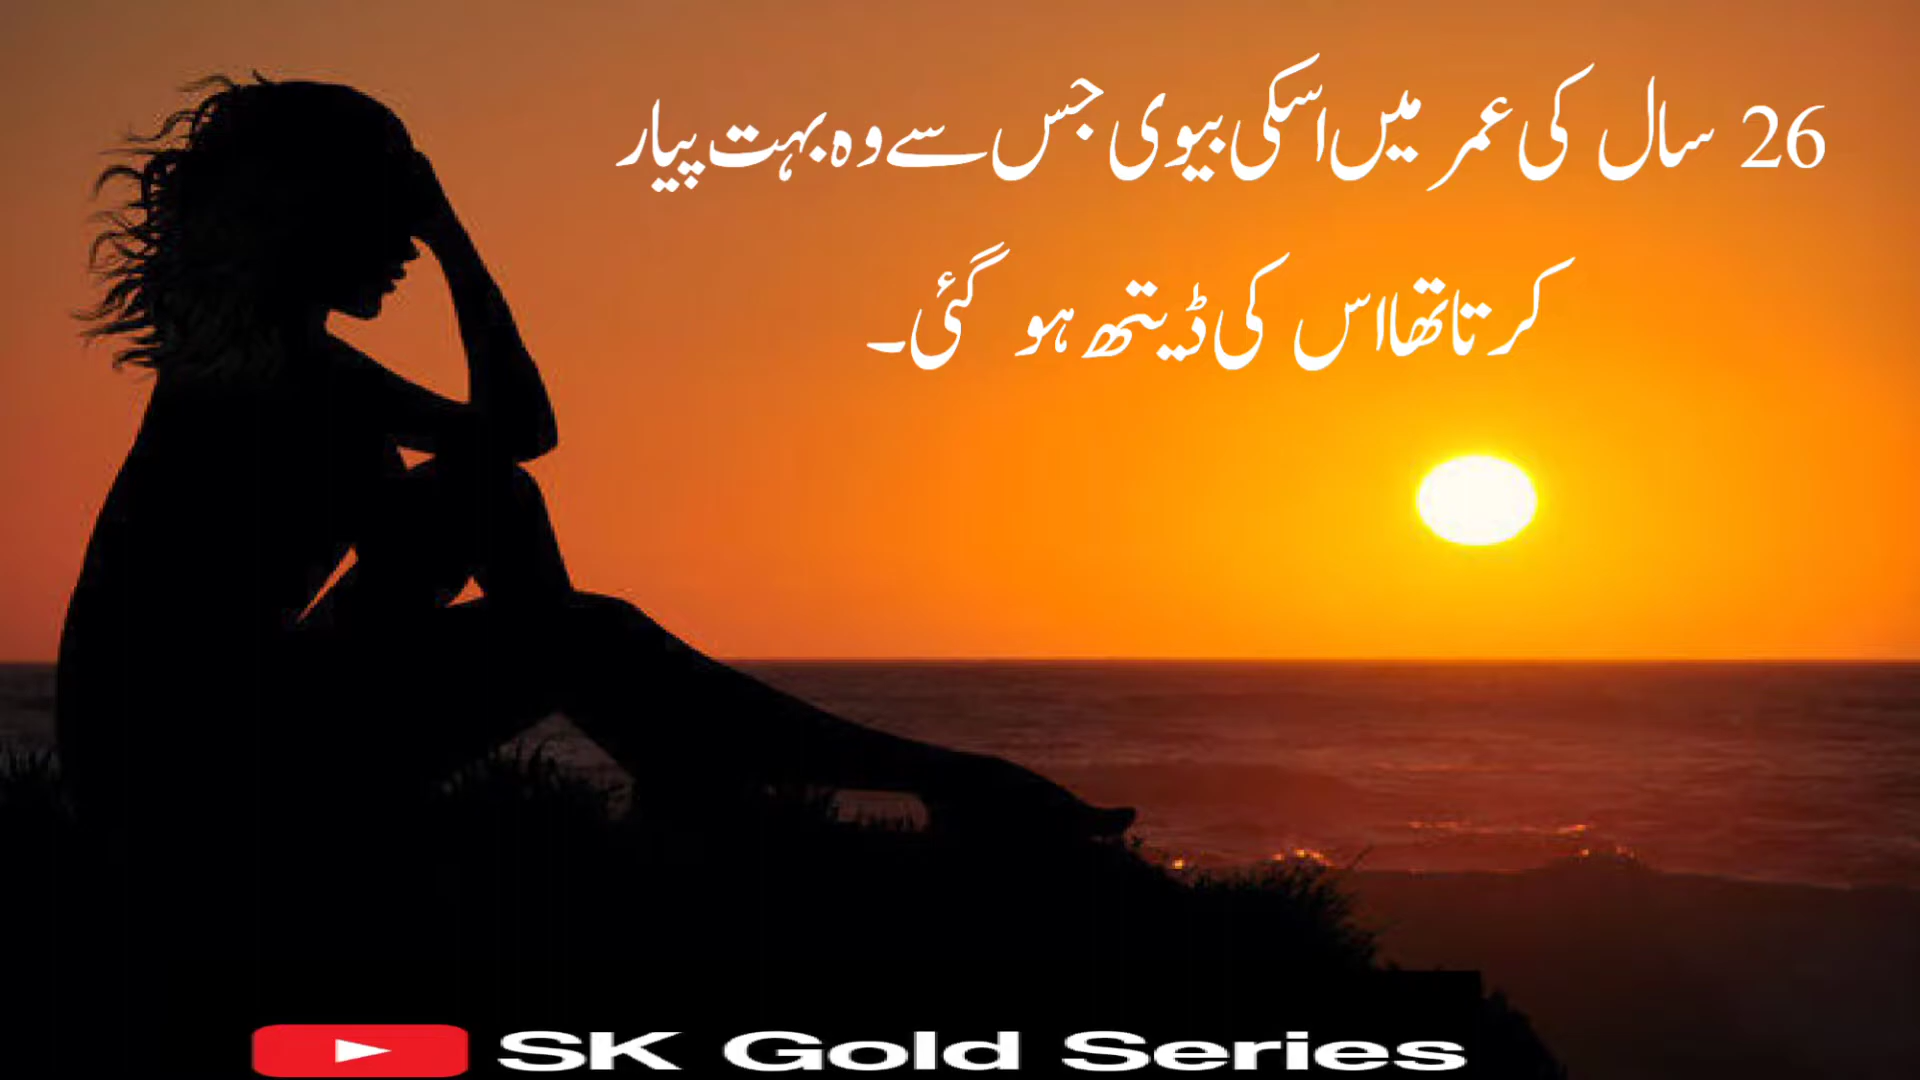 26 سال کی عمر میں اسکی بیوی جس سے وہ بہت پیار
کرتا تھا اس کی ڈیتھ ہو گئی۔
SK Gold Series